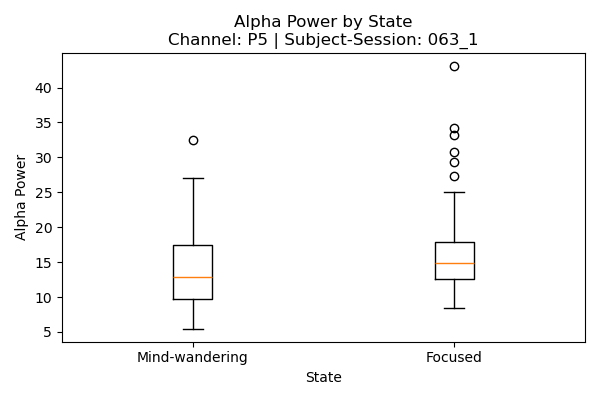 Alpha Power by State
Channel: P5 | Subject-Session: 063_1
Alpha Power
40
35
30
25
20
15
10
5
Mind-wandering
Focused
State